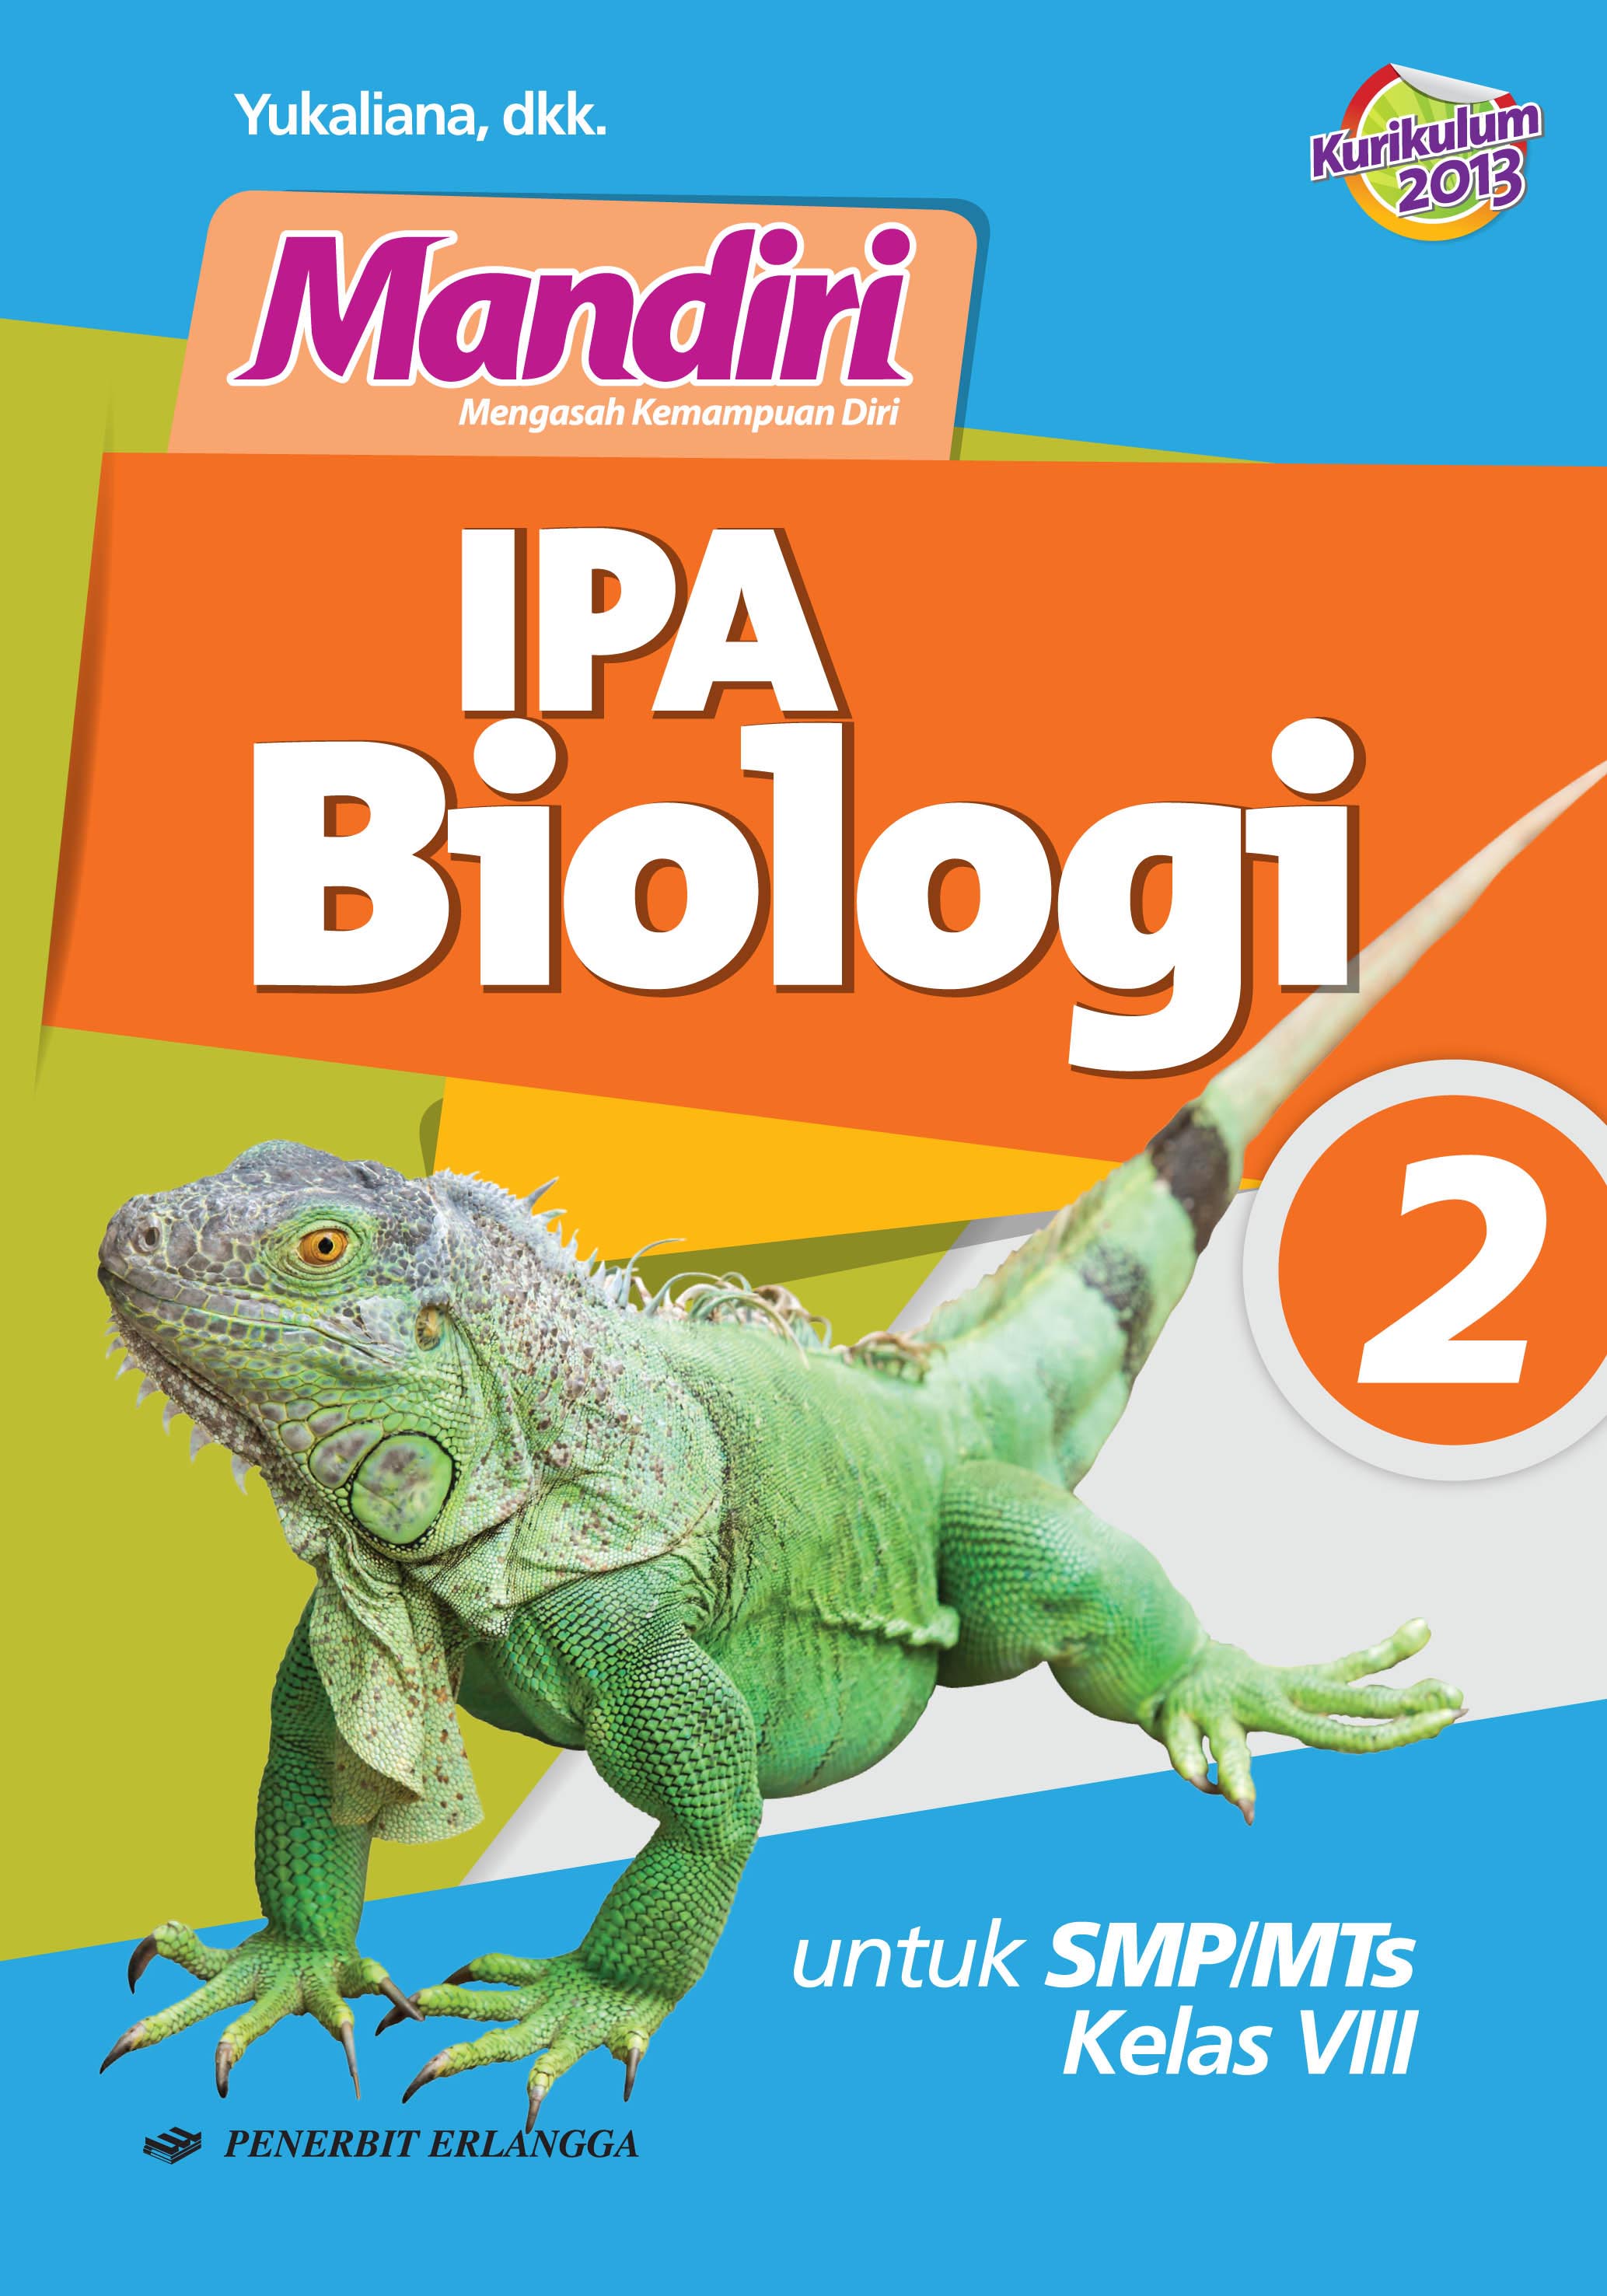 Yukaliana, dkk.
Kurikulum
2013
Mandiri
Mengasah Kemampuan Diri
IPA
Biologi
2
untuk SMP/MTs
Kelas VIII
PENERBIT ERLANGGA